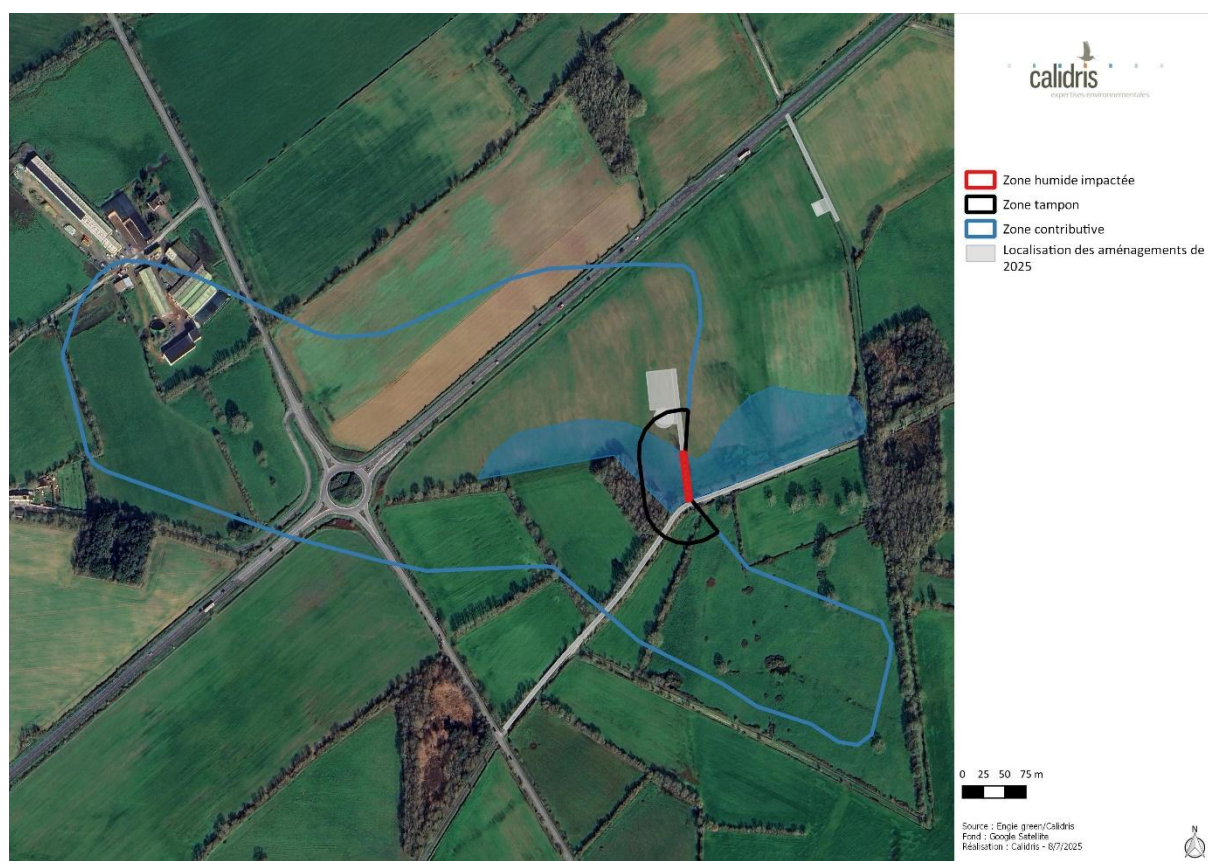 calidris
expertises environnementales
Zone humide impactée
Zone tampon
Zone contributive
Localisation des aménagements de
2025
0 25 50 75 m
Source : Engie green/Calidris
Fond : Google Satellite
Réalisation : Calidris - 8/7/2025
N